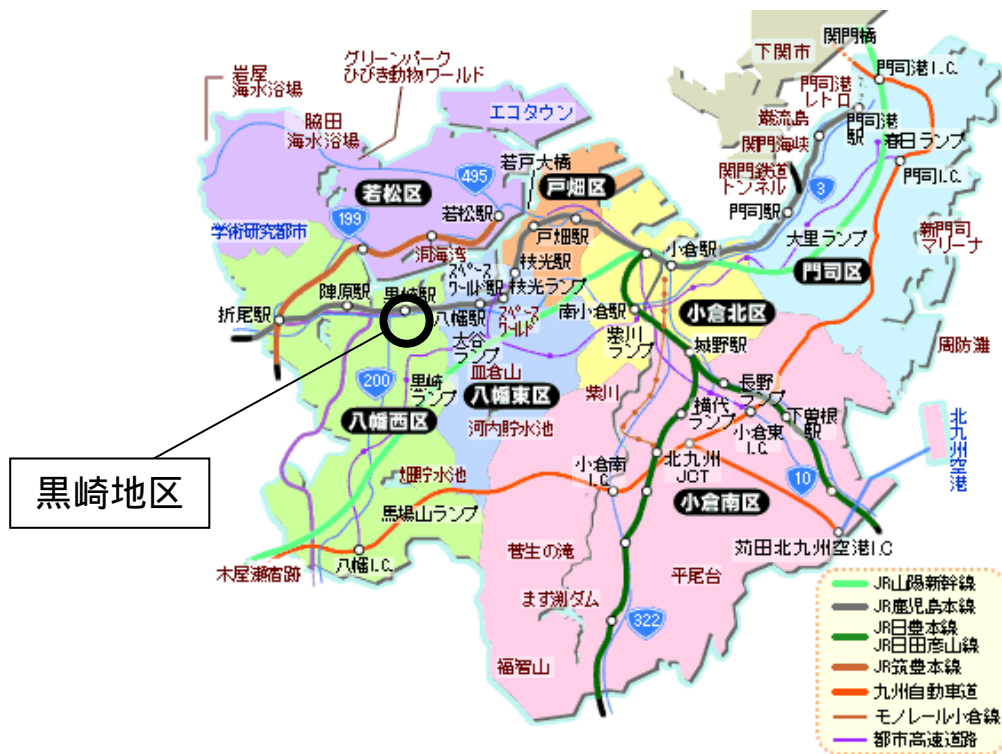 関門橋
下関市
門司港I.C.
門司港
レトロ
巌流島
門司港
駅
関門海峡
春日ランプ
門司I.C.
関門鉄道
トンネル
3
門司駅
新門司
マリーナ
大里ランプ
門司区
グリーンパーク
ひびき動物ワールド
岩屋
海水浴場
脇田
海水浴場
エコタウン
若戸大橋
戸畑区
495
若松区
199
若松駅
学術研究都市
洞海湾
戸畑駅
小倉駅
枝光駅
スペース
ワールド駅
枝光ランプ
陣原駅
黒崎駅
八幡駅
スペース
ワールド
折尾駅
南小倉駅
小倉北区
紫川
ランプ
城野駅
周防灘
大谷
ランプ
皿倉山
200
黒崎
ランプ
八幡東区
紫川
長野
ランプ
八幡西区
河内貯水池
横代
ランプ
小倉東
I.C.
下曽根
駅
北九州空港
黒崎地区
畑貯水池
小倉南
I.C.
北九州
JCT
10
小倉南区
馬場山ランプ
八幡I.C.
木屋瀬宿跡
菅生の滝
苅田北九州空港I.C
平尾台
ます渕ダム
322
福智山
JR山陽新幹線
JR鹿児島本線
JR日豊本線
JR日田彦山線
JR筑豊本線
九州自動車道
モノレール小倉線
都市高速道路